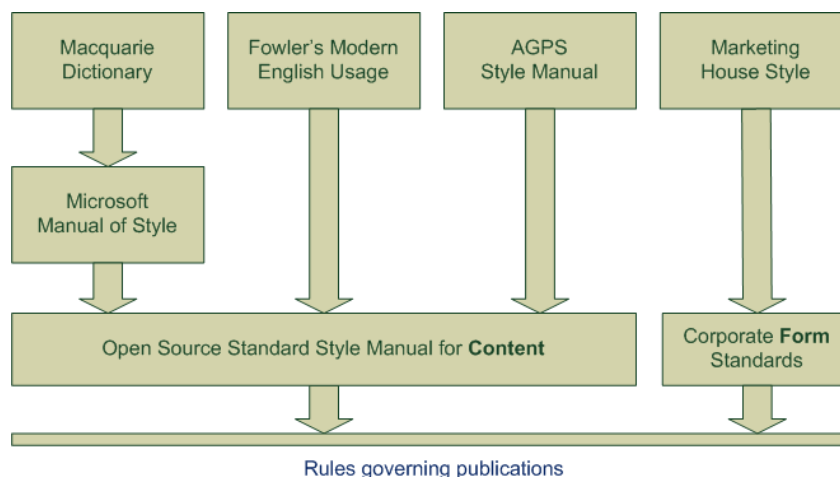 Macquarie
Dictionary
Fowler's Modern
English Usage
AGPS
Style Manual
Marketing
House Style
Microsoft
Manual of Style
Open Source Standard Style Manual for Content
Corporate Form
Standards
Rules governing publications